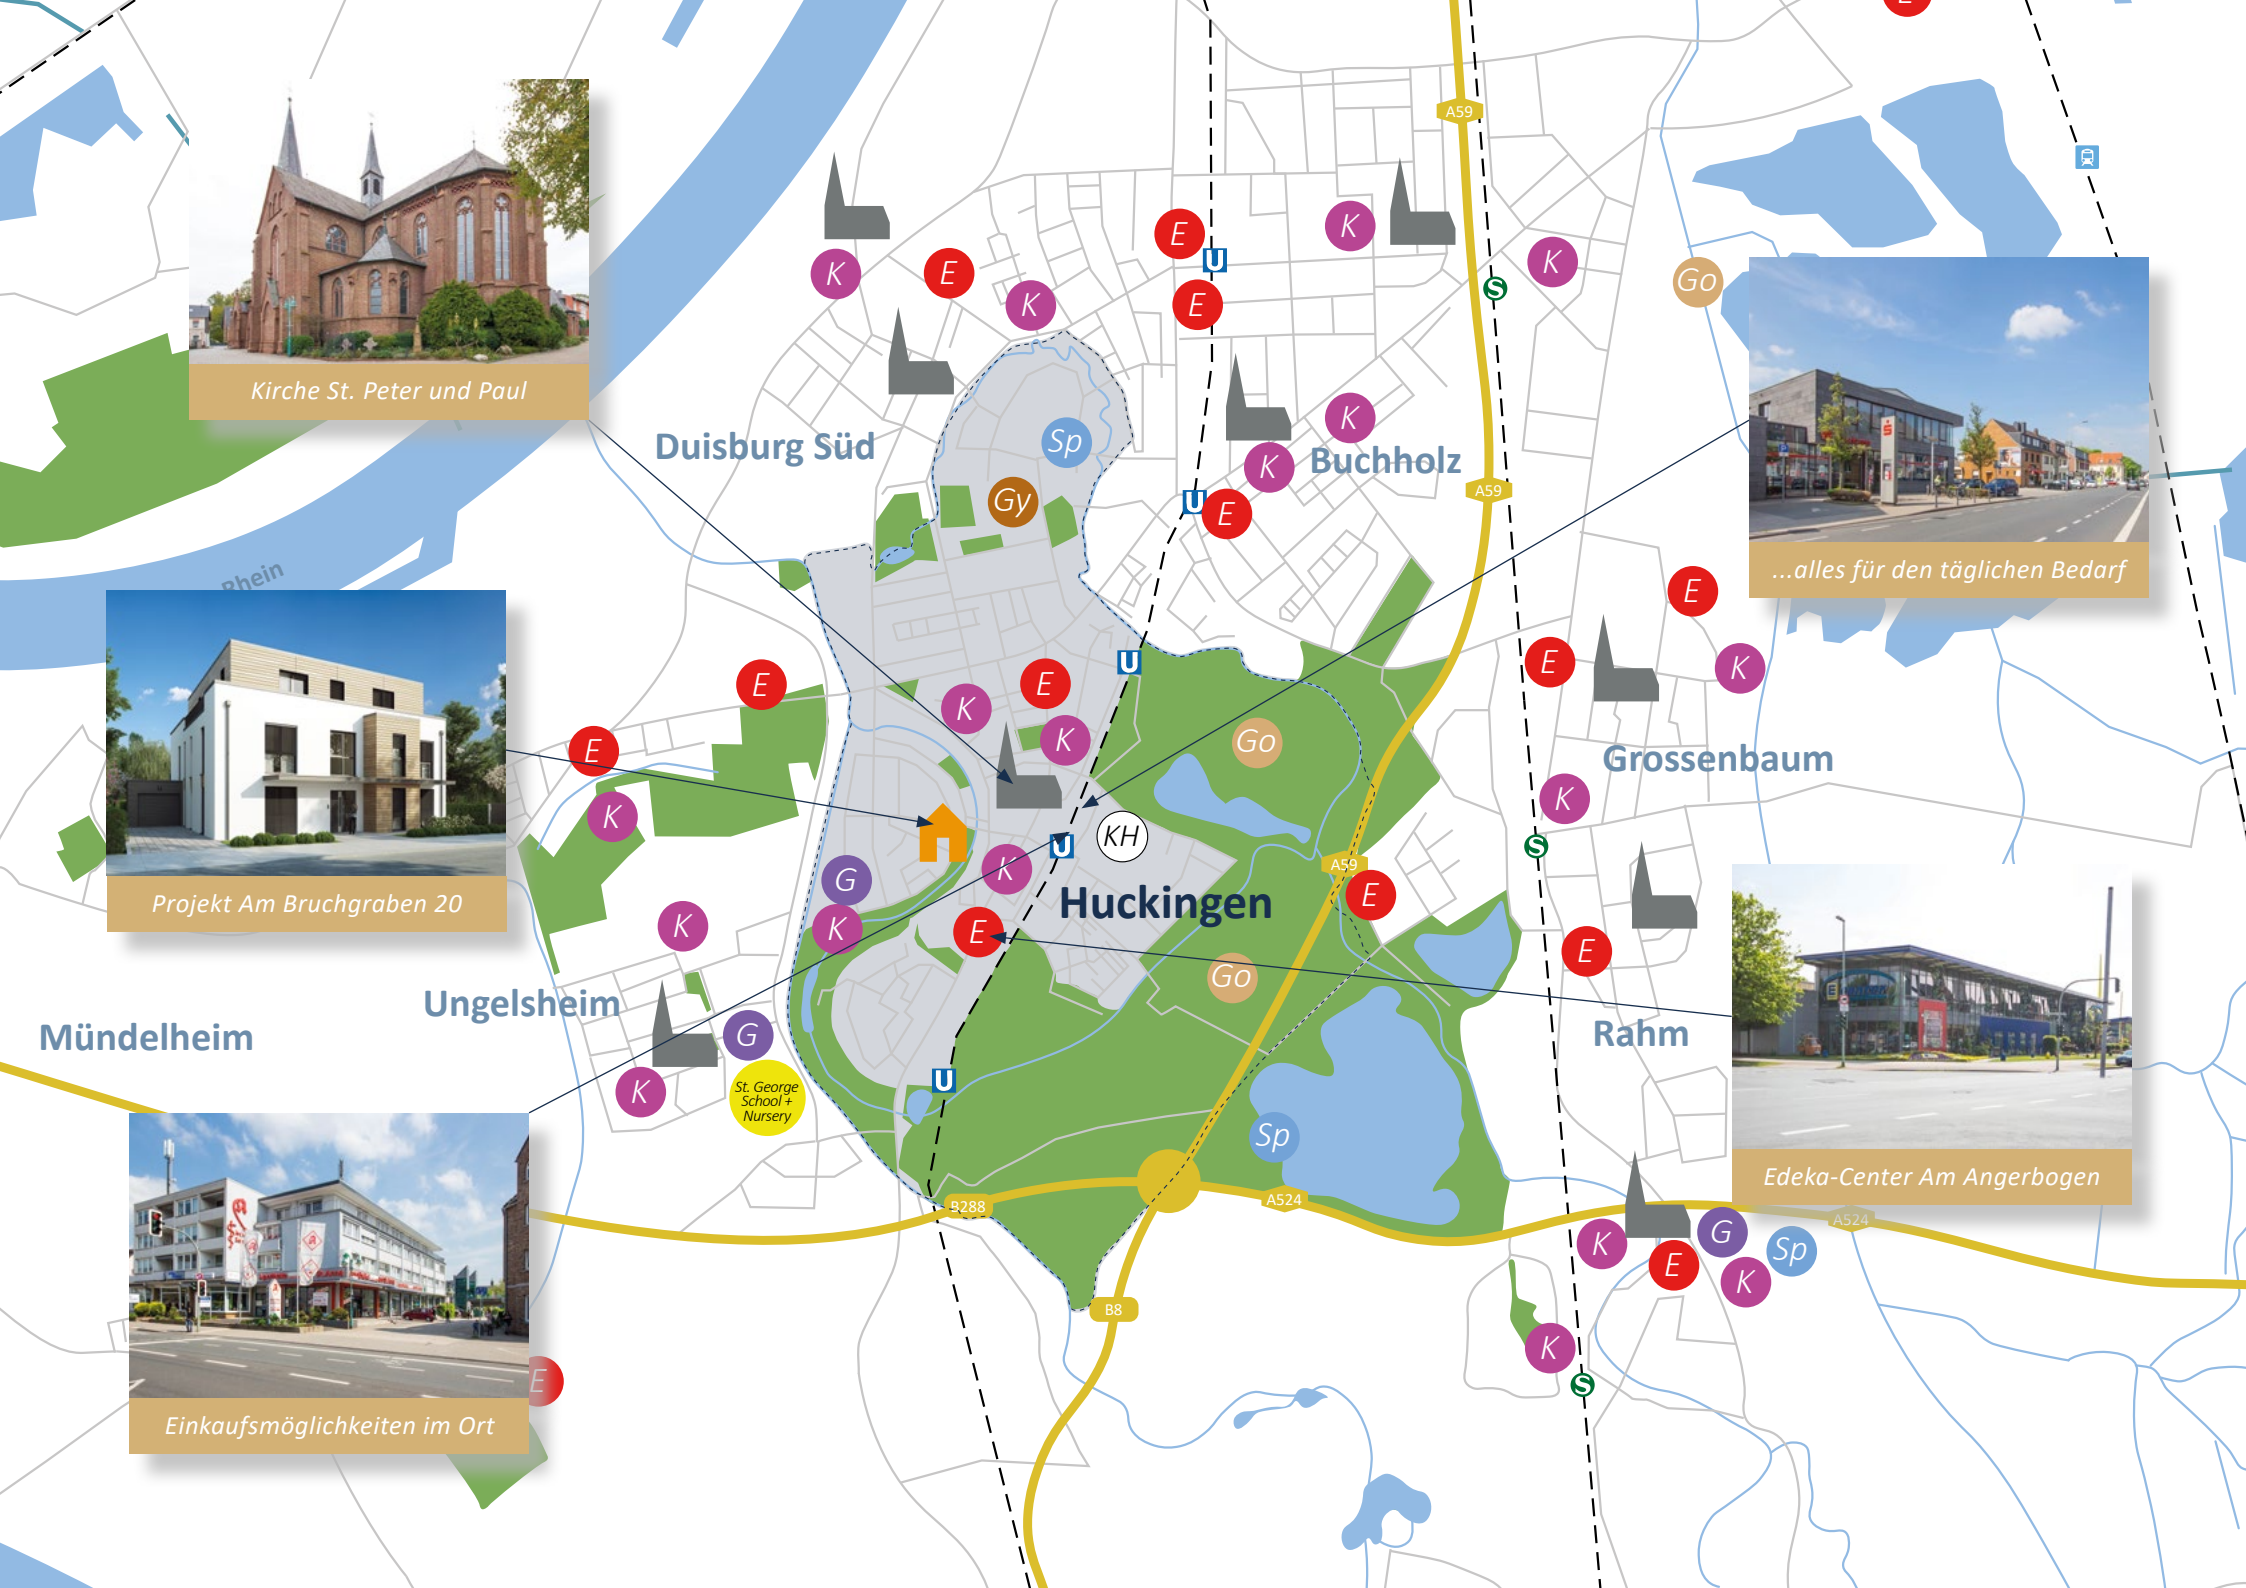 E
A59
K
E
K
E
U
E
K
K
S
Go
Kirche St. Peter und Paul
Duisburg Süd
Sp
Gy
K
K
Buchholz
U
E
A59
...alles für den täglichen Bedarf
Rhein
E
E
K
E
K
E
U
K
Go
E
K
Grossenbaum
K
S
KH
U
A59
E
G
K
K
E
Huckingen
Projekt Am Bruchgraben 20
K
E
Go
Ungelsheim
Mündelheim
Rahm
G
U
K
St. George
School +
Nursery
Sp
Edeka-Center Am Angerbogen
B288
A524
A524
K
E
G
Sp
K
B8
K
S
E
Einkaufsmöglichkeiten im Ort